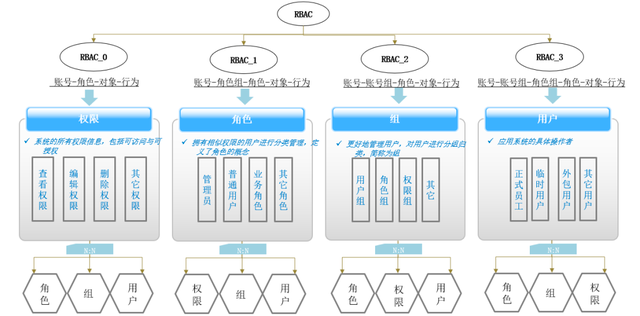 RBAC
RBAC_0
RBAC_1
RBAC_2
RBAC_3
账号-角色-对象-行为
账号-角色组-角色-对象-行为
账号-账号组-角色-对象-行为
账号-账号组-角色组-角色-对象-行为
权限
✓ 系统的所有权限信息，包括可访问与可
授权
查看权限
编辑权限
删除权限
其它权限
N:N
角色
组
用户
角色
✓ 拥有相似权限的用户进行分类管理，定
义了角色的概念
管理员
普通用户
业务角色
其它角色
N:N
权限
组
用户
组
✓ 更好地管理用户，对用户进行分组归
类，简称为组
用户组
角色组
权限组
其它
N:N
角色
权限
用户
用户
✓ 应用系统的具体操作者
正式员工
临时用户
外包用户
其它用户
N:N
角色
组
权限